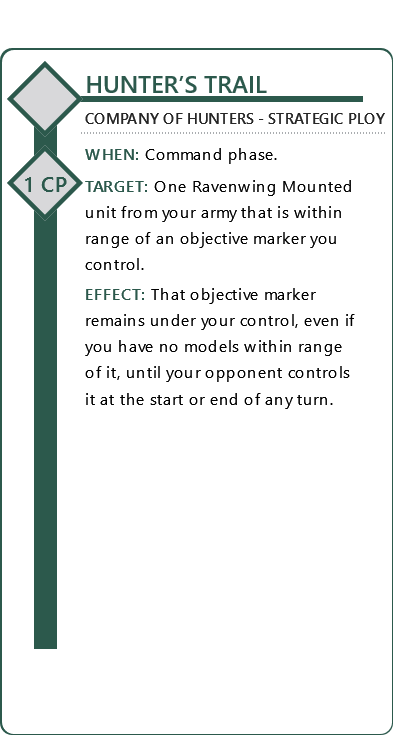 HUNTER’S TRAIL
COMPANY OF HUNTERS - STRATEGIC PLOY
WHEN: Command phase.
1 CP
TARGET: One Ravenwing Mounted
unit from your army that is within
range of an objective marker you
control.
EFFECT: That objective marker
remains under your control, even if
you have no models within range
of it, until your opponent controls
it at the start or end of any turn.